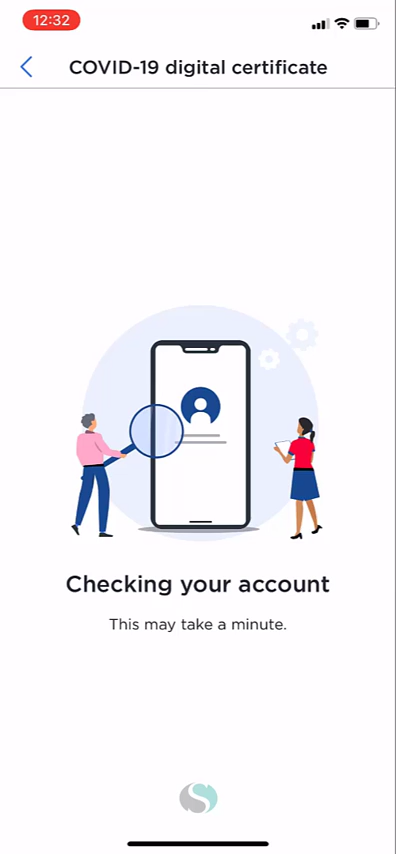 12:32
COVID-19 digital certificate
Checking your account
This may take a minute.